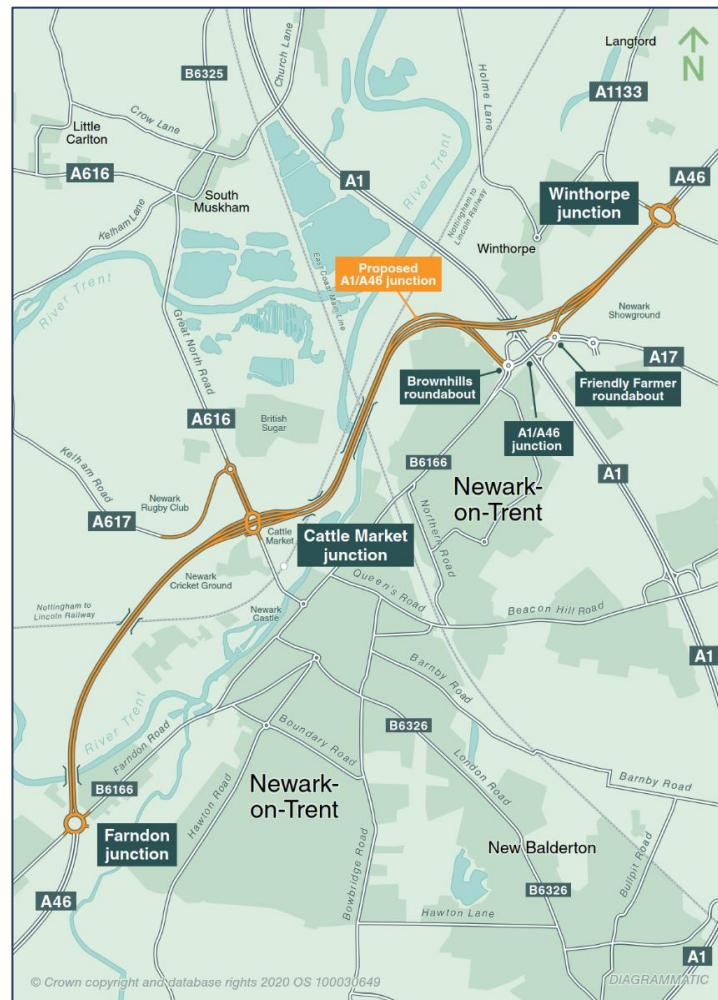 Langford
N
B6325
Church Lane
Holme Lane
A1133
Little
Carlton
Crow Lane
A616
A1
River Trent
A46
South
Muskham
Winthorpe
junction
Kelham Lane
Nottingham to
Lincoln Railway
Winthorpe
East Coast Main Line
Proposed
A1/A46 junction
River Trent
Newark
Showground
Great North Road
A17
Brownhills
roundabout
Friendly Farmer
roundabout
A616
British
Sugar
A1/A46
junction
B6166
A1
Kelham Road
Newark-
on-Trent
Newark
Rugby Club
A617
Cattle
Market
Cattle Market
junction
Northern Road
Newark
Cricket Ground
Queen's Road
Nottingham to
Lincoln Railway
Newark
Castle
Beacon Hill Road
A1
Barnby Road
River Trent
Farndon Road
B6326
Boundary Road
London Road
Barnby Road
B6166
Newark-
on-Trent
Hawton Road
Farndon
junction
New Balderton
Bullpit Road
Bowbridge Road
B6326
A46
Hawton Lane
A1
© Crown copyright and database rights 2020 OS 100030649
DIAGRAMMATIC